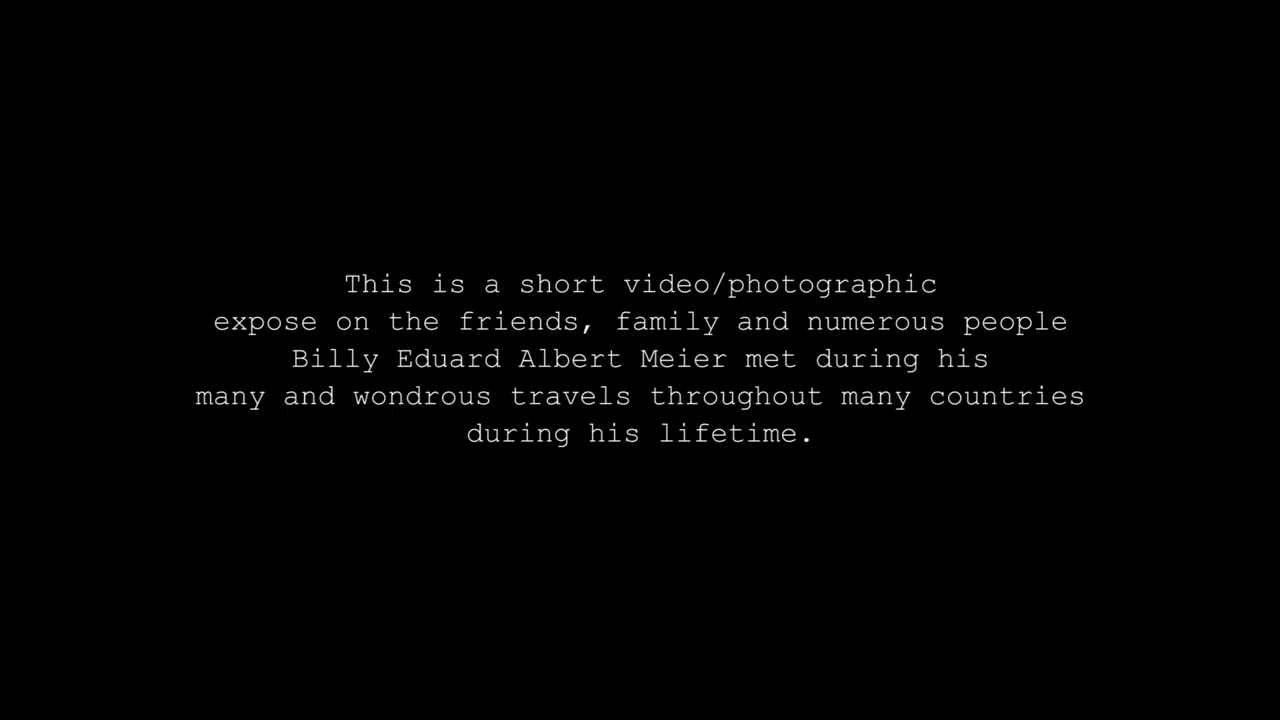 This is a short video/photographic
expose on the friends, family and numerous people
Billy Eduard Albert Meier met during his
many and wondrous travels throughout many countries
during his lifetime.